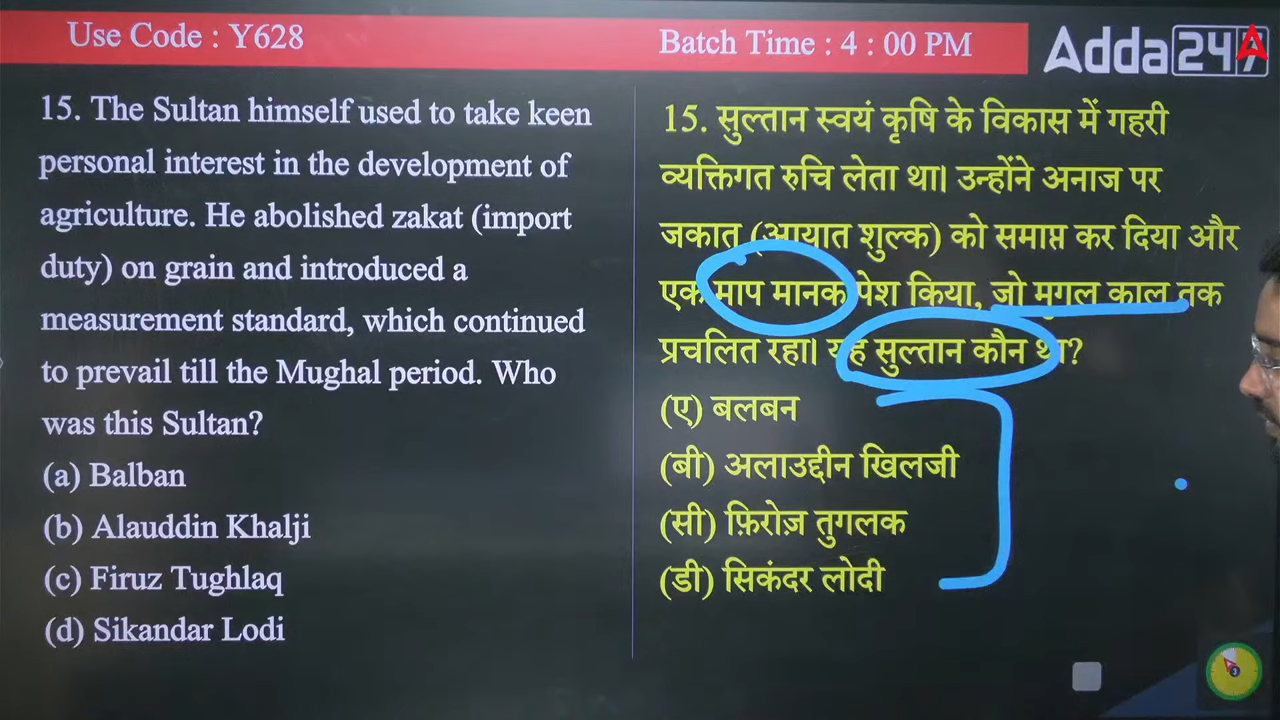 Use Code : Y628
Batch Time : 4 : 00 PM
Adda247
15. The Sultan himself used to take keen
personal interest in the development of
agriculture. He abolished zakat (import
duty) on grain and introduced a
measurement standard, which continued
to prevail till the Mughal period. Who
was this Sultan?
(a) Balban
(b) Alauddin Khalji
(c) Firuz Tughlaq
(d) Sikandar Lodi
15. सुल्तान स्वयं कृषि के विकास में गहरी
व्यक्तिगत रुचि लेता था। उन्होंने अनाज पर
जकात (आयात शुल्क) को समाप्त कर दिया और
एक माप मानक पेश किया, जो मुगल काल तक
प्रचलित रहा। यह सुल्तान कौन था?
(ए) बलबन
(बी) अलाउद्दीन खिलजी
(सी) फ़िरोज़ तुगलक
(डी) सिकंदर लोदी
3